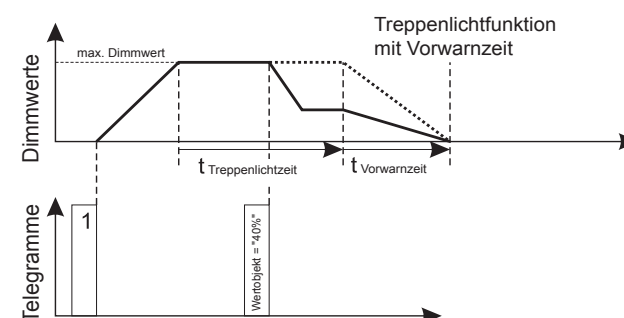 Treppenlichtfunktion
mit Vorwarnzeit
max. Dimmwert
Dimmwerte
t Treppenlichtzeit
t Vorwarnzeit
Telegramme
1
Wertobjekt = "40%"